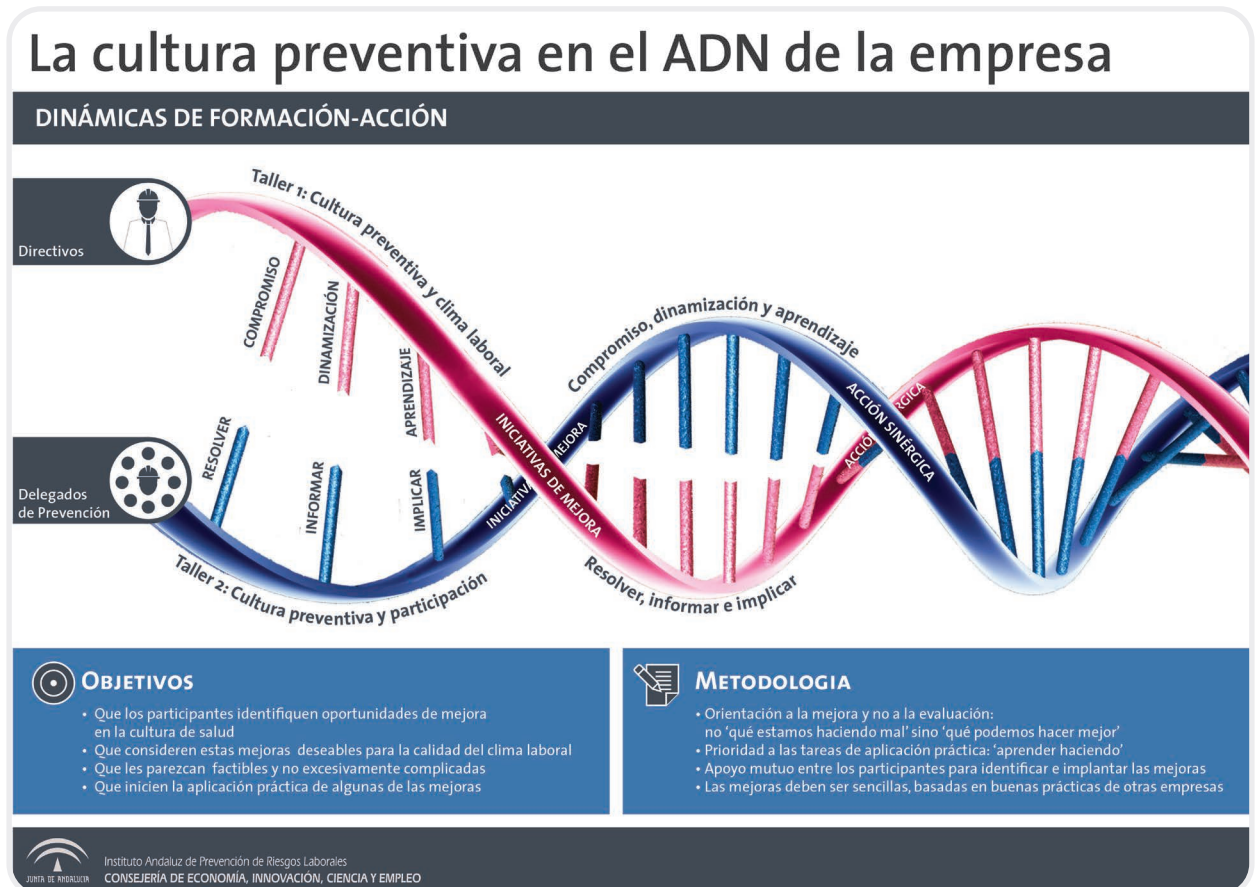 La cultura preventiva en el ADN de la empresa
DINÁMICAS DE FORMACIÓN-ACCIÓN
Directivos
Taller 1: Cultura preventiva y clima laboral
COMPROMISO
DINAMIZACIÓN
APRENDIZAJE
Delegados
de Prevención
RESOLVER
INFORMAR
IMPLICAR
Taller 2: Cultura preventiva y participación
INICIATIVAS DE MEJORA
INICIATIVA
MEJORA
Compromiso, dinamización y aprendizaje
Resolver, informar e implicar
ACCIÓN SINÉRGICA
ACCIÓ
RGICA
OBJETIVOS
• Que los participantes identifiquen oportunidades de mejora
en la cultura de salud
• Que consideren estas mejoras deseables para la calidad del clima laboral
• Que les parezcan factibles y no excesivamente complicadas
• Que inicien la aplicación práctica de algunas de las mejoras
METODOLOGIA
• Orientación a la mejora y no a la evaluación:
no ‘qué estamos haciendo mal’ sino ‘qué podemos hacer mejor’
• Prioridad a las tareas de aplicación práctica: ‘aprender haciendo’
• Apoyo mutuo entre los participantes para identificar e implantar las mejoras
• Las mejoras deben ser sencillas, basadas en buenas prácticas de otras empresas
JUNTA DE ANDALUCIA
Instituto Andaluz de Prevención de Riesgos Laborales
CONSEJERÍA DE ECONOMÍA, INNOVACIÓN, CIENCIA Y EMPLEO